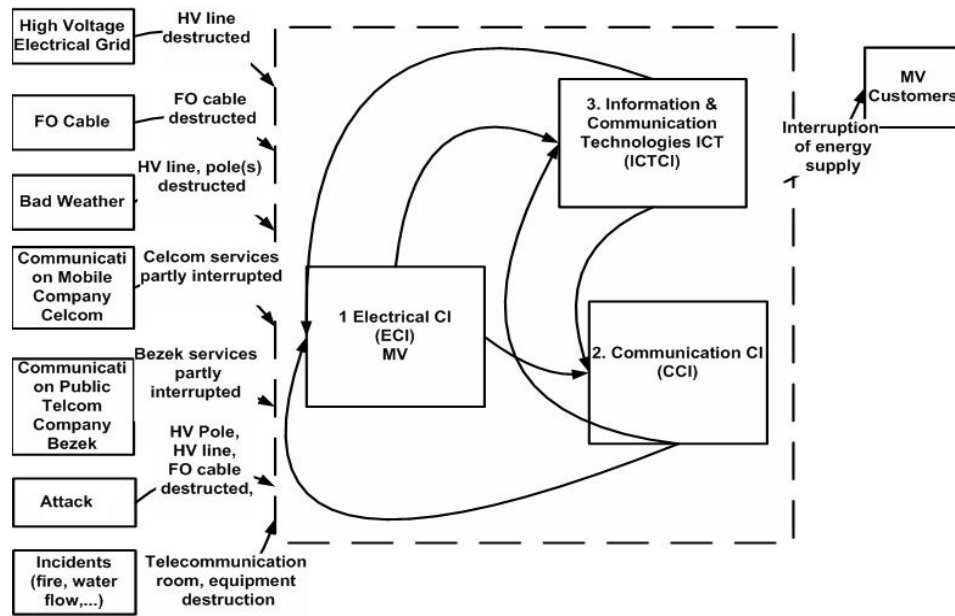 High Voltage
Electrical Grid
HV line
destructed
FO Cable
FO cable
destructed
Bad Weather
HV line, pole(s)
destructed
Communicati
on Mobile
Company
Celcom
Celcom services
partly interrupted
Communicati
on Public
Telcom
Company
Bezek
Bezek services
partly
interrupted
Attack
HV Pole,
HV line,
FO cable
destructed,
Incidents
(fire, water
flow,...)
Telecommunication
room, equipment
destruction
1 Electrical CI
(ECI)
MV
3. Information &
Communication
Technologies ICT
(ICTCI)
2. Communication CI
(CCI)
Interruption
of energy
supply
MV
Customers